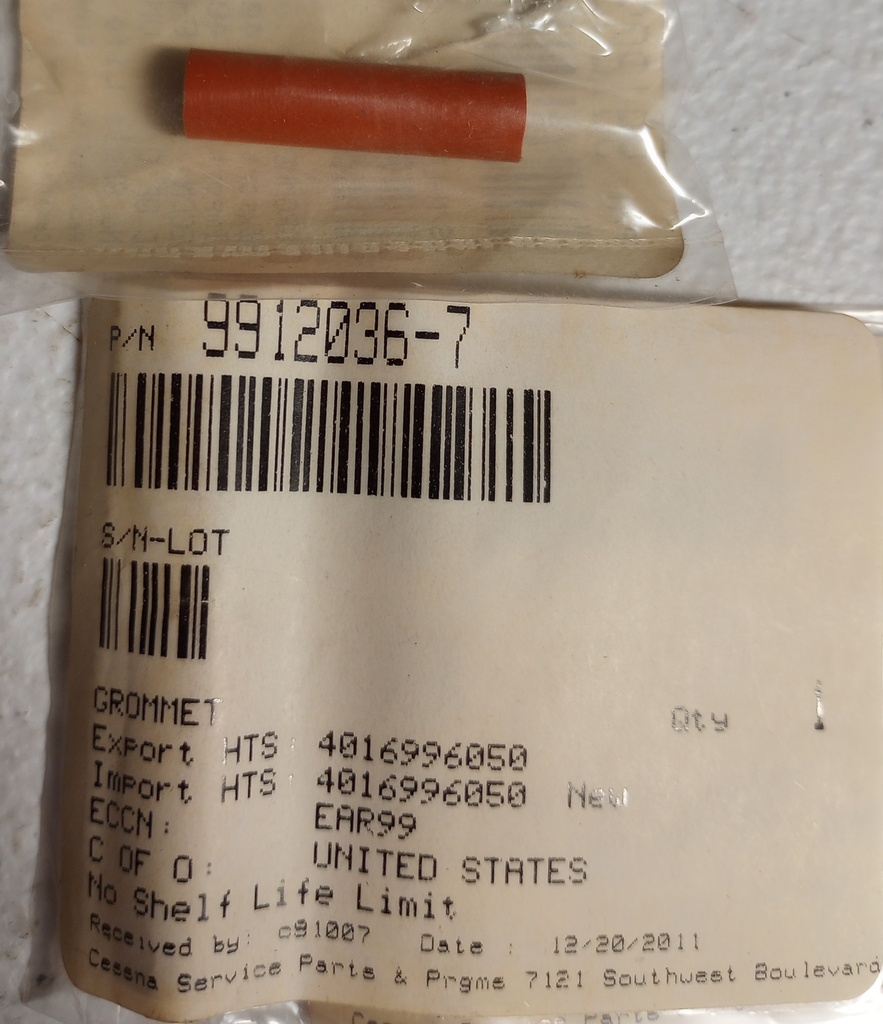 P/N 9912036-7
S/N-LOT
GROMMET Qty 1
Export HTS : 4016996050
Import HTS : 4016996050 New
ECCN: EAR99
C OF O: UNITED STATES
No Shelf Life Limit
Received by: c91007 Date : 12/20/2011
Cessna Service Parts & Prgms 7121 Southwest Boulevard
Parts